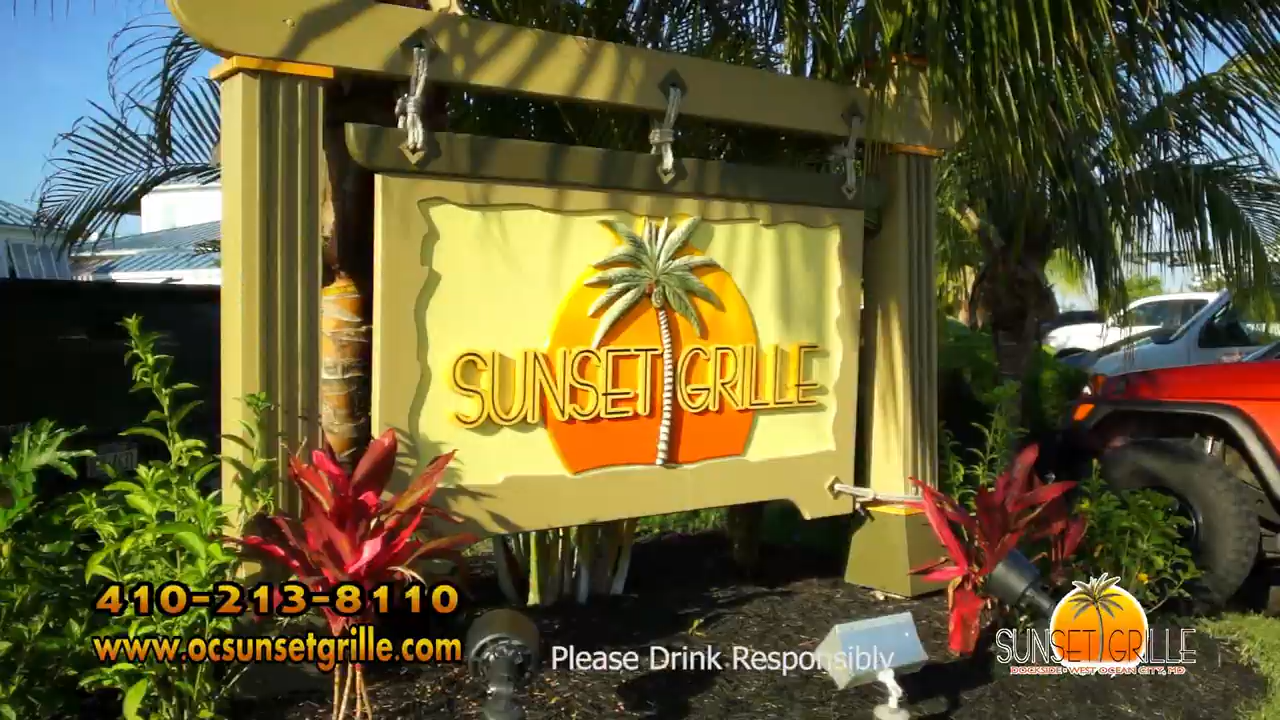 SUNSET GRILLE
410-213-8110
www.ocsunsetgrille.com
Please Drink Responsibly
SUNSET GRILLE
DOCKSIDE • WEST OCEAN CITY, MD